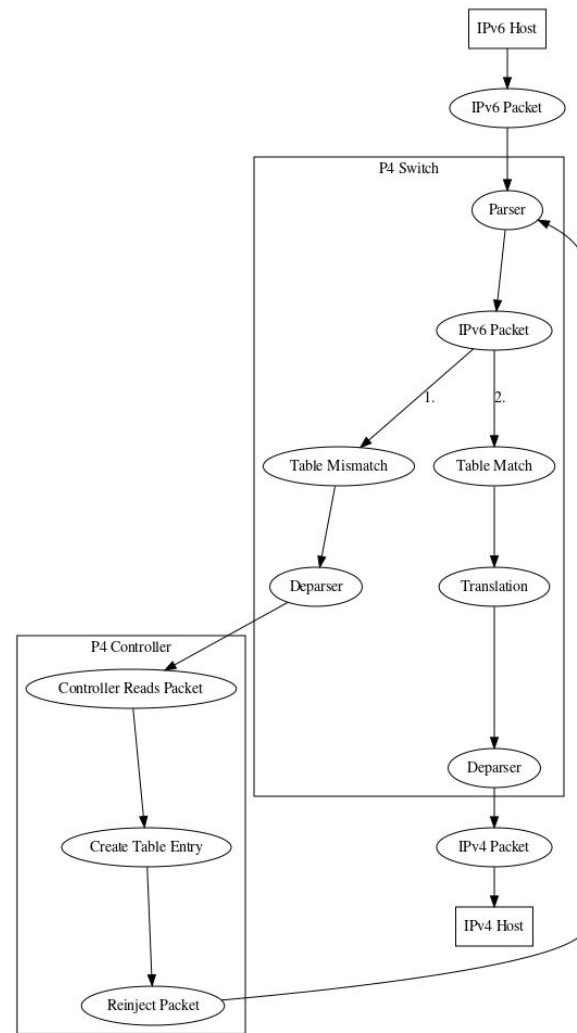 IPv6 Host
IPv6 Packet
P4 Switch
Parser
IPv6 Packet
1.
2.
Table Mismatch
Table Match
Deparser
Translation
P4 Controller
Controller Reads Packet
Deparser
Create Table Entry
IPv4 Packet
IPv4 Host
Reinject Packet